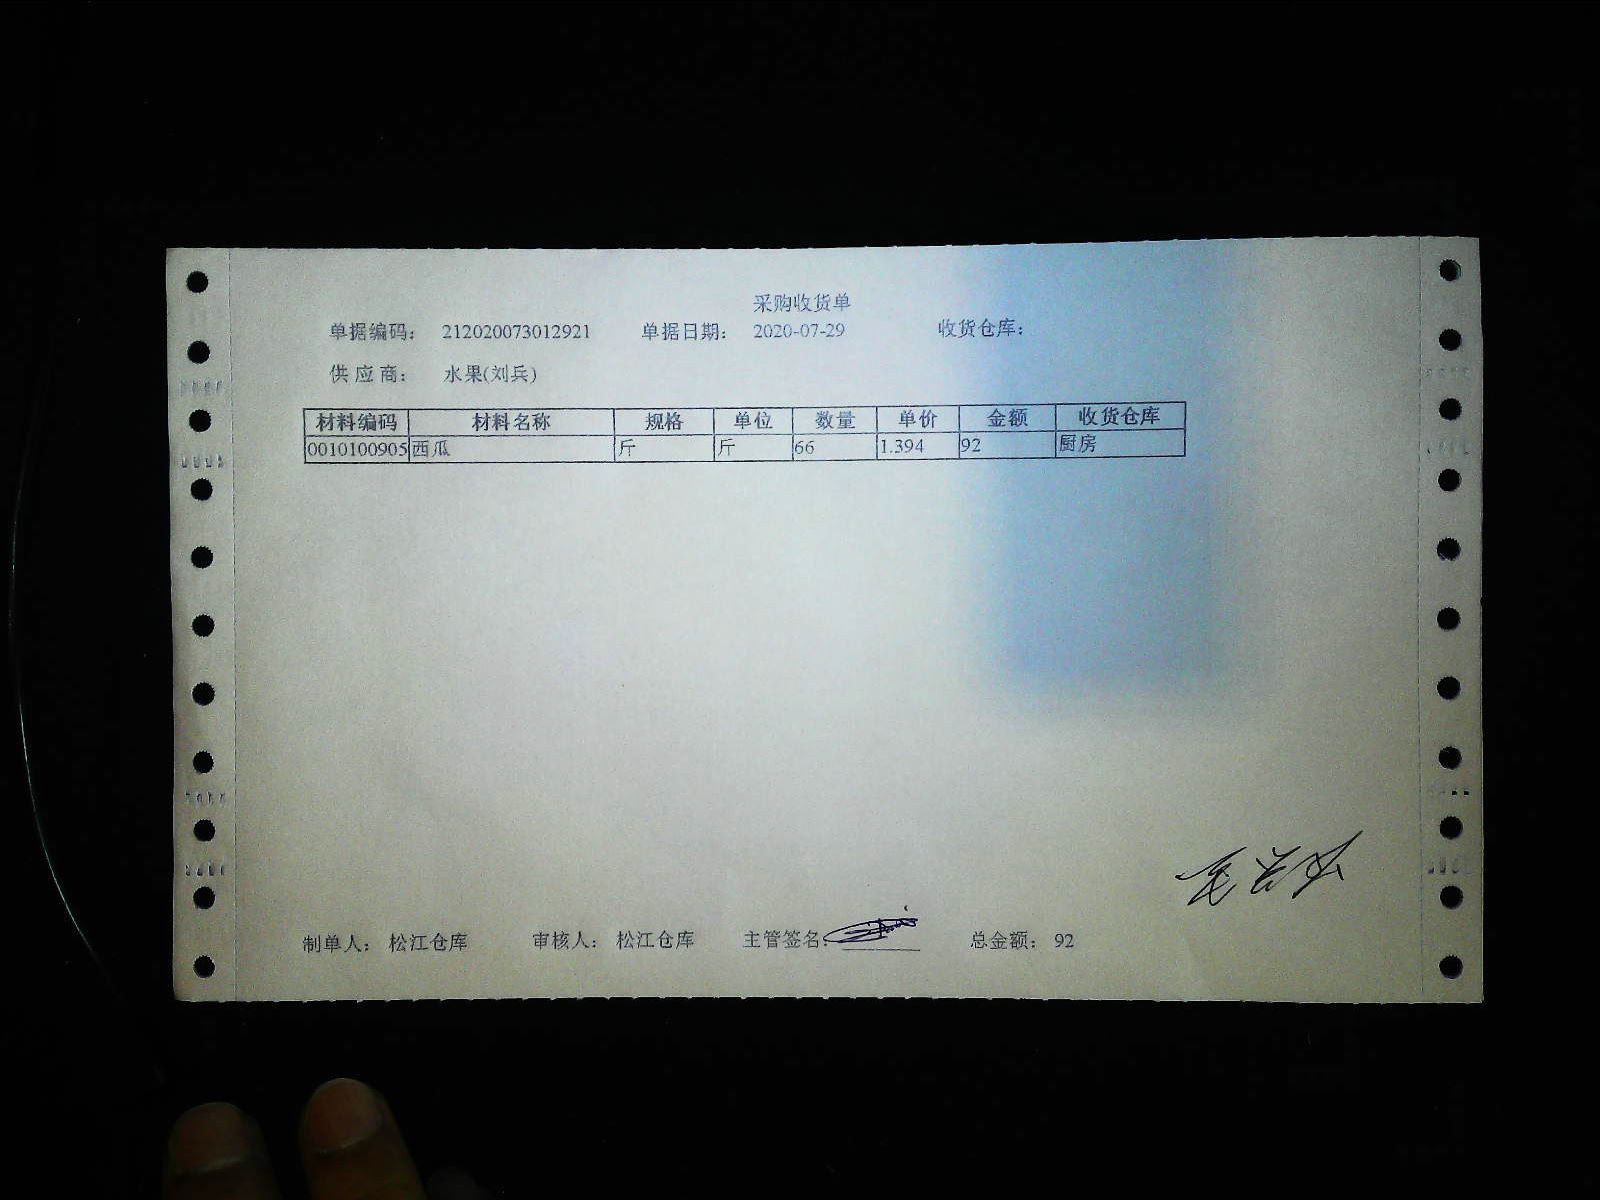 采购收货单
单据编码： 212020073012921 单据日期： 2020-07-29 收货仓库：
供 应 商： 水果(刘兵)
材料编码 材料名称 规格 单位 数量 单价 金额 收货仓库
0010100905 西瓜 斤 斤 66 1.394 92 厨房
制单人： 松江仓库 审核人： 松江仓库 主管签名： 总金额： 92